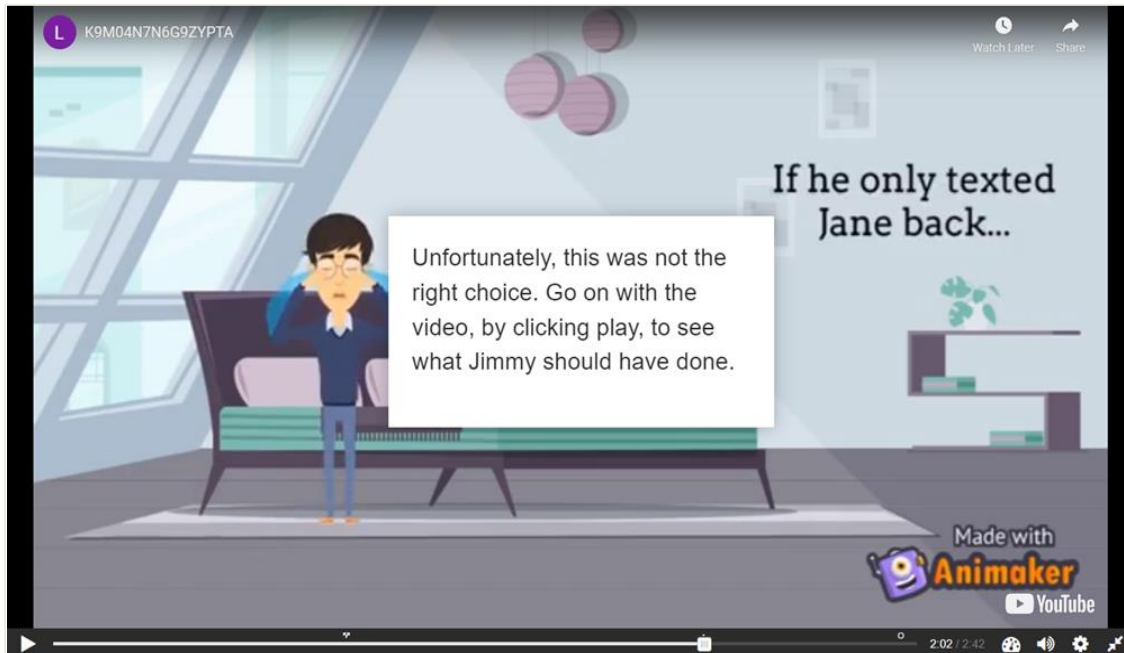 L
K9M04N7N6G9ZYPTA
Watch Later
Share
If he only texted
Jane back...
Unfortunately, this was not the
right choice. Go on with the
video, by clicking play, to see
what Jimmy should have done.
Made with
Animaker
YouTube
2:02 / 2:42